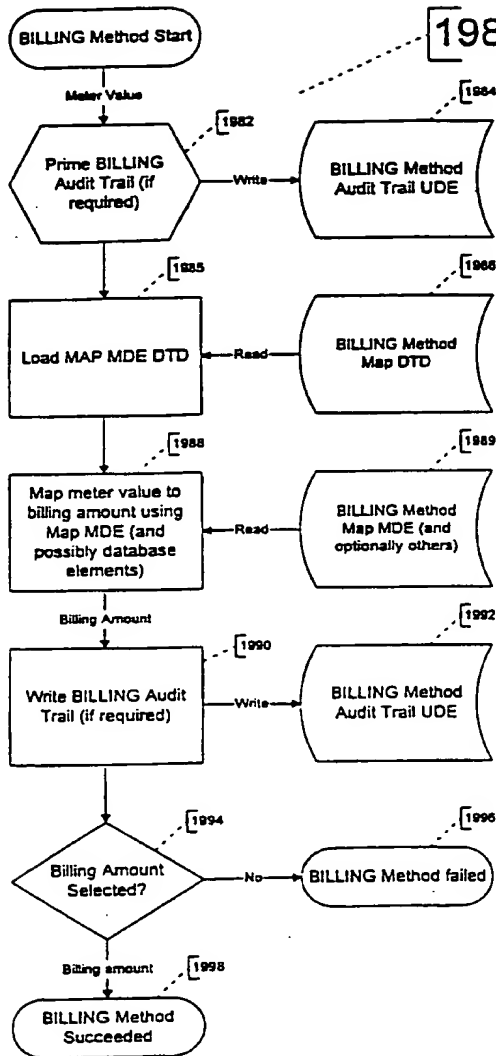 BILLING Method Start
198
Meter Value
1984
1982
Prime BILLING
Audit Trail (if
required)
Write
BILLING Method
Audit Trail UDE
1985
1986
Load MAP MDE DTD
Read
BILLING Method
Map DTD
1988
1989
Map meter value to
billing amount using
Map MDE (and
possibly database
elements)
Read
BILLING Method
Map MDE (and
optionally others)
Billing Amount
1990
1992
Write BILLING Audit
Trail (if required)
Write
BILLING Method
Audit Trail UDE
1994
1996
Billing Amount
Selected?
No
BILLING Method failed
Billing amount
1998
BILLING Method
Succeeded